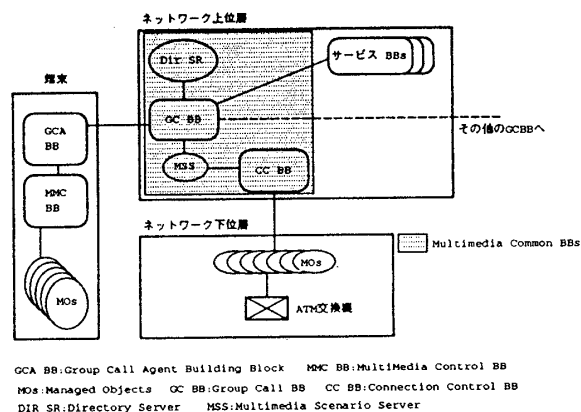 ネットワーク上位層
Dir SR
サービス BBs
端末
GCA
BB
GC BB
その他のGCBBへ
MSS
CC BB
MMC
BB
ネットワーク下位層
MOs
Multimedia Common BBs
MOs
ATM交換機
GCA BB:Group Call Agent Building Block MMC BB:MultiMedia Control BB
MOs:Managed Objects GC BB:Group Call BB CC BB:Connection Control BB
DIR SR:Directory Server MSS:Multimedia Scenario Server